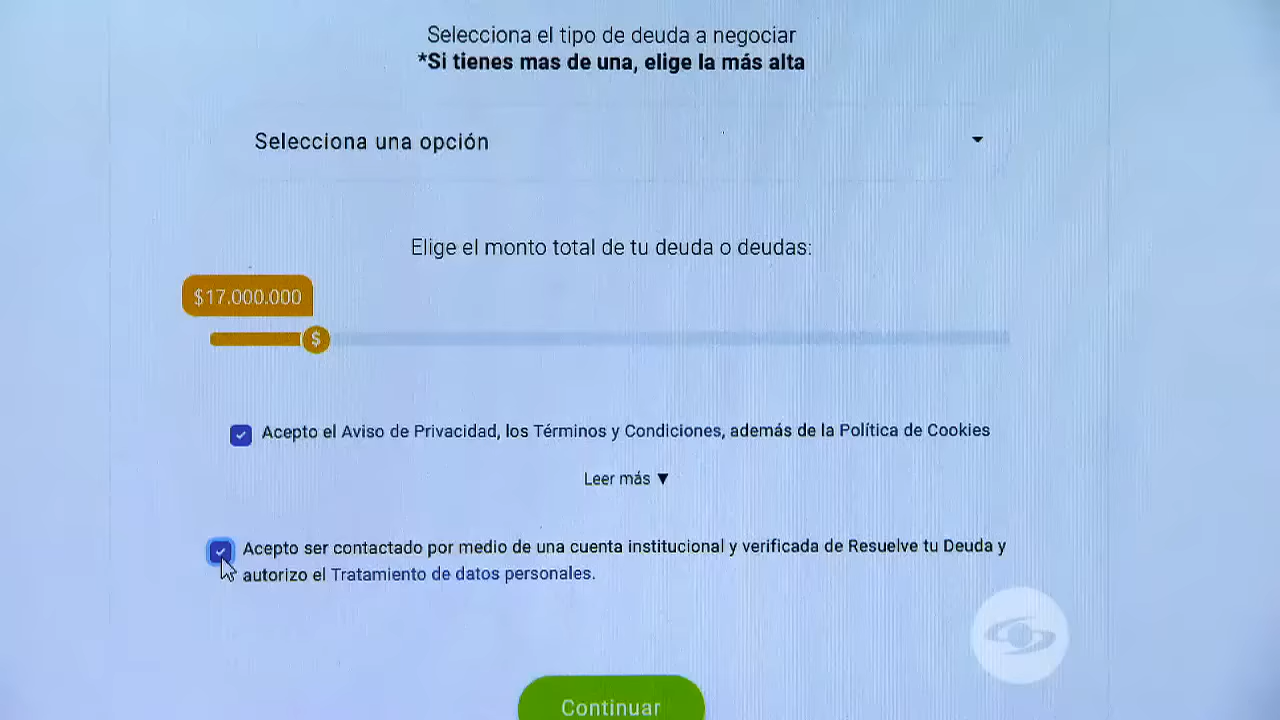 Selecciona el tipo de deuda a negociar
*Si tienes mas de una, elige la más alta
Selecciona una opción
Elige el monto total de tu deuda o deudas:
$17.000.000
$
Acepto el Aviso de Privacidad, los Términos y Condiciones, además de la Política de Cookies
Leer más ▼
Acepto ser contactado por medio de una cuenta institucional y verificada de Resuelve tu Deuda y
autorizo el Tratamiento de datos personales.
Continuar